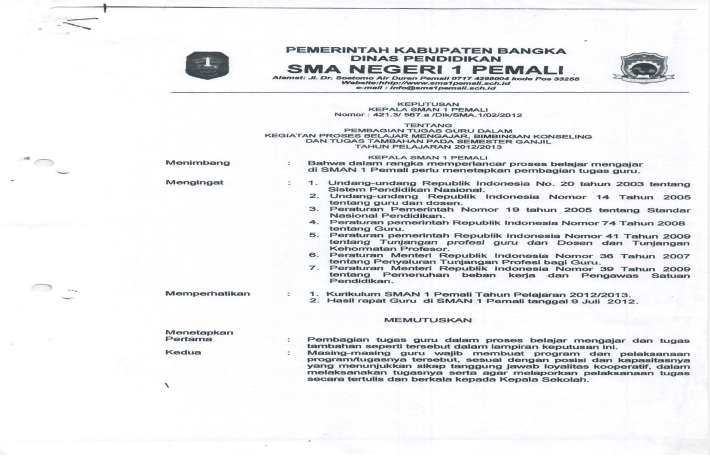 PEMERINTAH KABUPATEN BANGKA
DINAS PENDIDIKAN
SMA NEGERI 1 PEMALI
Alamat: Jl. Dr. Soetomo Air Duren Pemali 0717 4298004 kode Pos 33255
Website:http://www.sma1pemali.sch.id
e-mail : info@sma1pemali.sch.id
KEPUTUSAN
KEPALA SMAN 1 PEMALI
Nomor : 421.3/ 567.a /Dik/SMA.1/02/2012
TENTANG
PEMBAGIAN TUGAS GURU DALAM
KEGIATAN PROSES BELAJAR MENGAJAR, BIMBINGAN KONSELING
DAN TUGAS TAMBAHAN PADA SEMESTER GANJIL
TAHUN PELAJARAN 2012/2013
KEPALA SMAN 1 PEMALI
Menimbang : Bahwa dalam rangka memperlancar proses belajar mengajar
di SMAN 1 Pemali perlu menetapkan pembagian tugas guru.
Mengingat : 1. Undang-undang Republik Indonesia No. 20 tahun 2003 tentang
Sistem Pendidikan Nasional.
2. Undang-undang Republik Indonesia Nomor 14 Tahun 2005
tentang guru dan dosen.
3. Peraturan Pemerintah Nomor 19 tahun 2005 tentang Standar
Nasional Pendidikan.
4. Peraturan pemerintah Republik Indonesia Nomor 74 Tahun 2008
tentang Guru.
5. Peraturan pemerintah Republik Indonesia Nomor 41 Tahun 2009
tentang Tunjangan profesi guru dan Dosen dan Tunjangan
Kehormatan Profesor.
6. Peraturan Menteri Republik Indonesia Nomor 36 Tahun 2007
tentang Penyaluran Tunjangan Profesi bagi Guru.
7. Peraturan Menteri Republik Indonesia Nomor 39 Tahun 2009
tentang Pemenuhan beban kerja dan Pengawas Satuan
Pendidikan.
Memperhatikan : 1. Kurikulum SMAN 1 Pemali Tahun Pelajaran 2012/2013.
2. Hasil rapat Guru di SMAN 1 Pemali tanggal 9 Juli 2012.
MEMUTUSKAN
Menetapkan
Pertama : Pembagian tugas guru dalam proses belajar mengajar dan tugas
tambahan seperti tersebut dalam lampiran keputusan ini.
Kedua : Masing-masing guru wajib membuat program dan pelaksanaan
program/tugasnya tersebut, sesuai dengan posisi dan kapasitasnya
yang menunjukkan sikap tanggung jawab loyalitas kooperatif, dalam
melaksanakan tugasnya serta agar melaporkan pelaksanaan tugas
secara tertulis dan berkala kepada Kepala Sekolah.